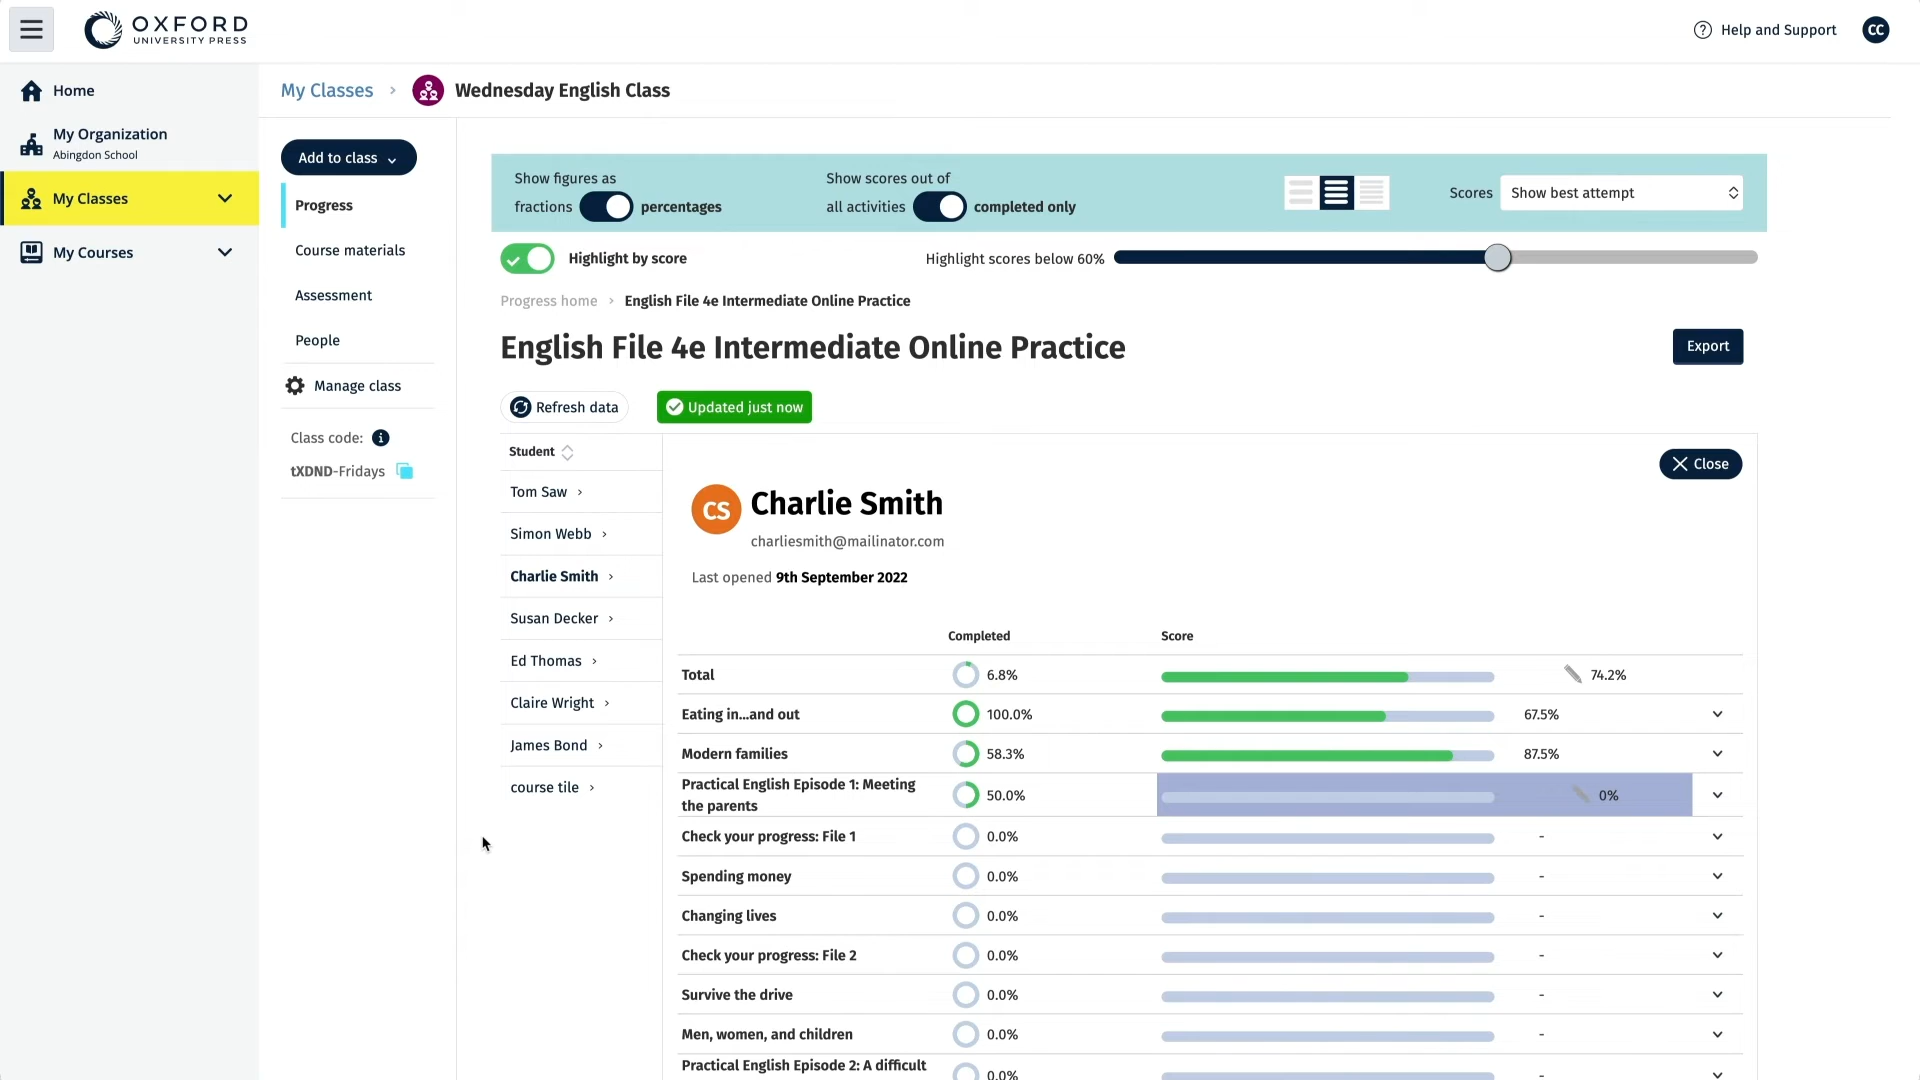 OXFORD
UNIVERSITY PRESS
Help and Support
CC
Home
My Organization
Abingdon School
My Classes
My Courses
My Classes › Wednesday English Class
Add to class
Progress
Course materials
Assessment
People
Manage class
Class code:
tXDND-Fridays
Show figures as
fractions percentages
Show scores out of
all activities completed only
Scores Show best attempt
Highlight by score
Highlight scores below 60%
Progress home › English File 4e Intermediate Online Practice
English File 4e Intermediate Online Practice
Export
Refresh data
Updated just now
Student
Tom Saw
Simon Webb
Charlie Smith
Susan Decker
Ed Thomas
Claire Wright
James Bond
course tile
Close
CS
Charlie Smith
charliesmith@mailinator.com
Last opened 9th September 2022
Completed Score
Total 6.8% 74.2%
Eating in...and out 100.0% 67.5%
Modern families 58.3% 87.5%
Practical English Episode 1: Meeting
the parents 50.0% 0%
Check your progress: File 1 0.0% -
Spending money 0.0% -
Changing lives 0.0% -
Check your progress: File 2 0.0% -
Survive the drive 0.0% -
Men, women, and children 0.0% -
Practical English Episode 2: A difficult
0.0% -